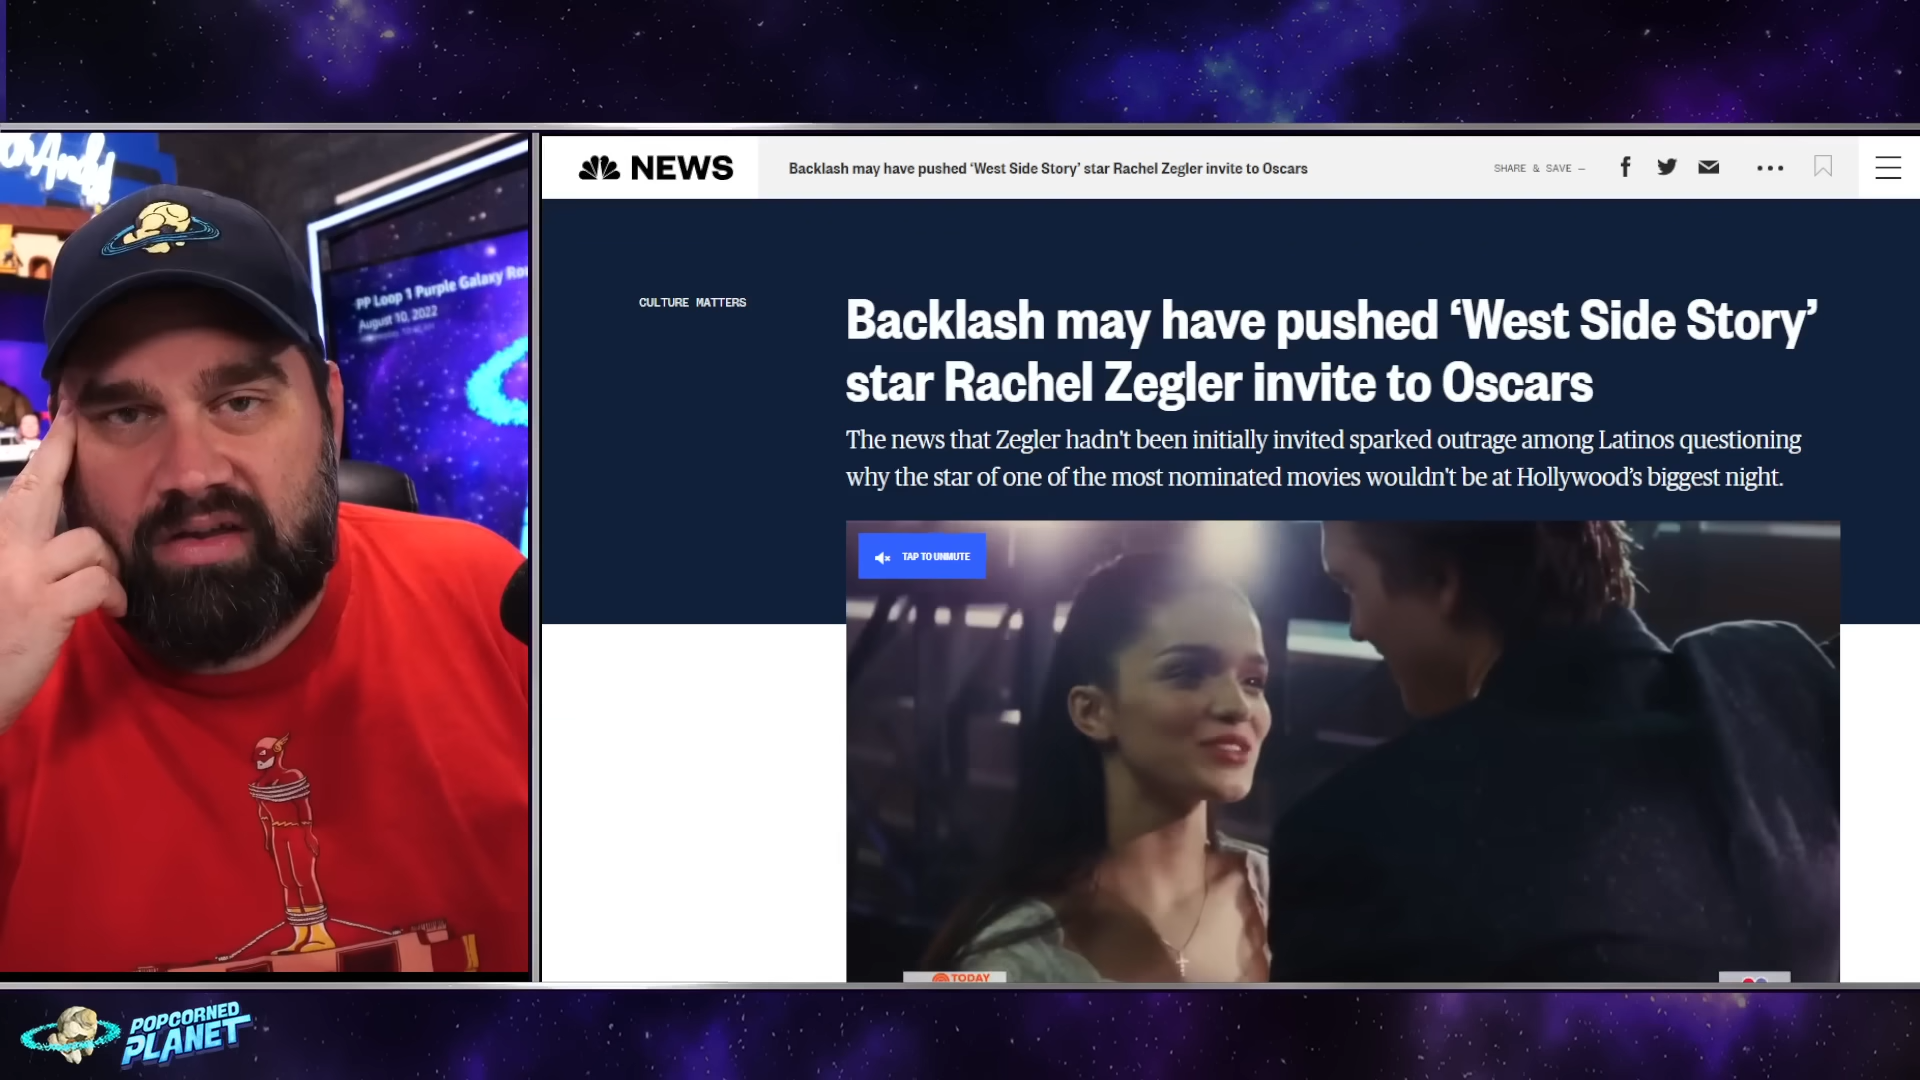 PP Loop 1 Purple Galaxy Rou
August 10, 2022
NEWS
Backlash may have pushed ‘West Side Story’ star Rachel Zegler invite to Oscars
SHARE & SAVE —
CULTURE MATTERS
Backlash may have pushed ‘West Side Story’
star Rachel Zegler invite to Oscars
The news that Zegler hadn't been initially invited sparked outrage among Latinos questioning
why the star of one of the most nominated movies wouldn't be at Hollywood’s biggest night.
TAP TO UNMUTE
TODAY
POPCORNED
PLANET